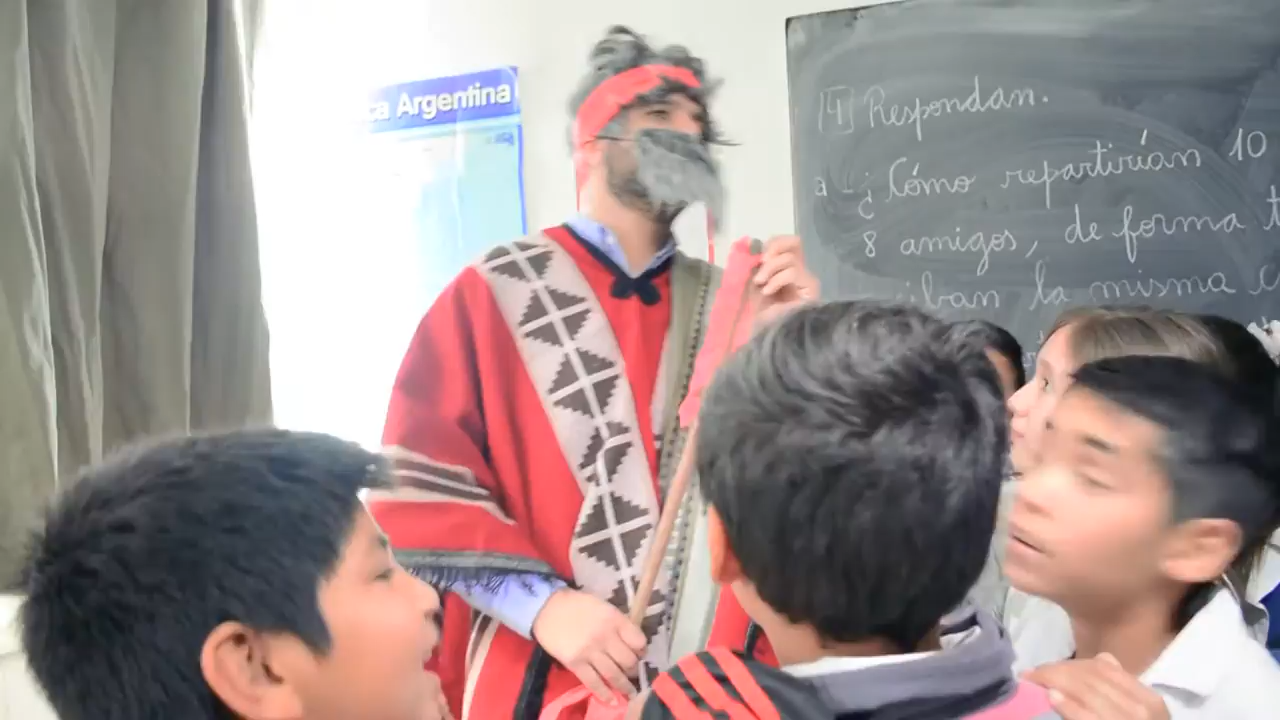 ca Argentina
4 Respondan.
a - ¿Cómo repartirían 10
8 amigos, de forma
iban la misma